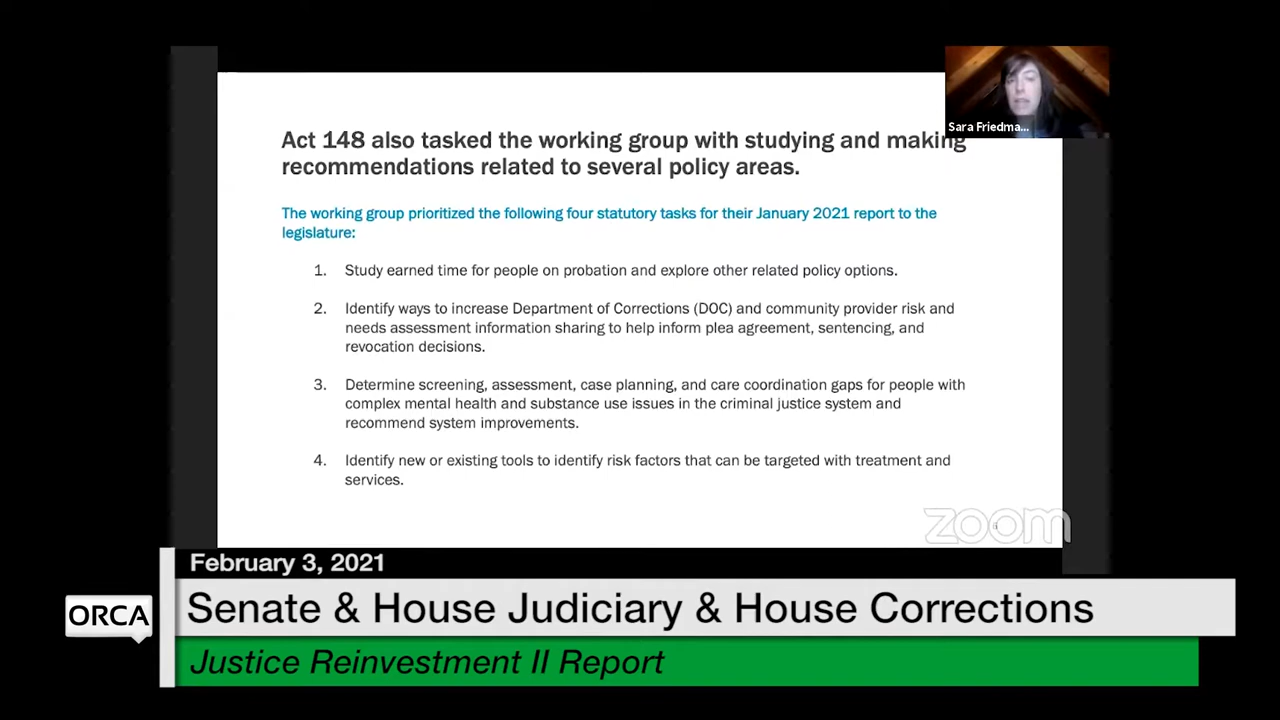 Sara Friedma...
Act 148 also tasked the working group with studying and making
recommendations related to several policy areas.
The working group prioritized the following four statutory tasks for their January 2021 report to the
legislature:
1. Study earned time for people on probation and explore other related policy options.
2. Identify ways to increase Department of Corrections (DOC) and community provider risk and
needs assessment information sharing to help inform plea agreement, sentencing, and
revocation decisions.
3. Determine screening, assessment, case planning, and care coordination gaps for people with
complex mental health and substance use issues in the criminal justice system and
recommend system improvements.
4. Identify new or existing tools to identify risk factors that can be targeted with treatment and
services.
zoom
February 3, 2021
ORCA
Senate & House Judiciary & House Corrections
Justice Reinvestment II Report